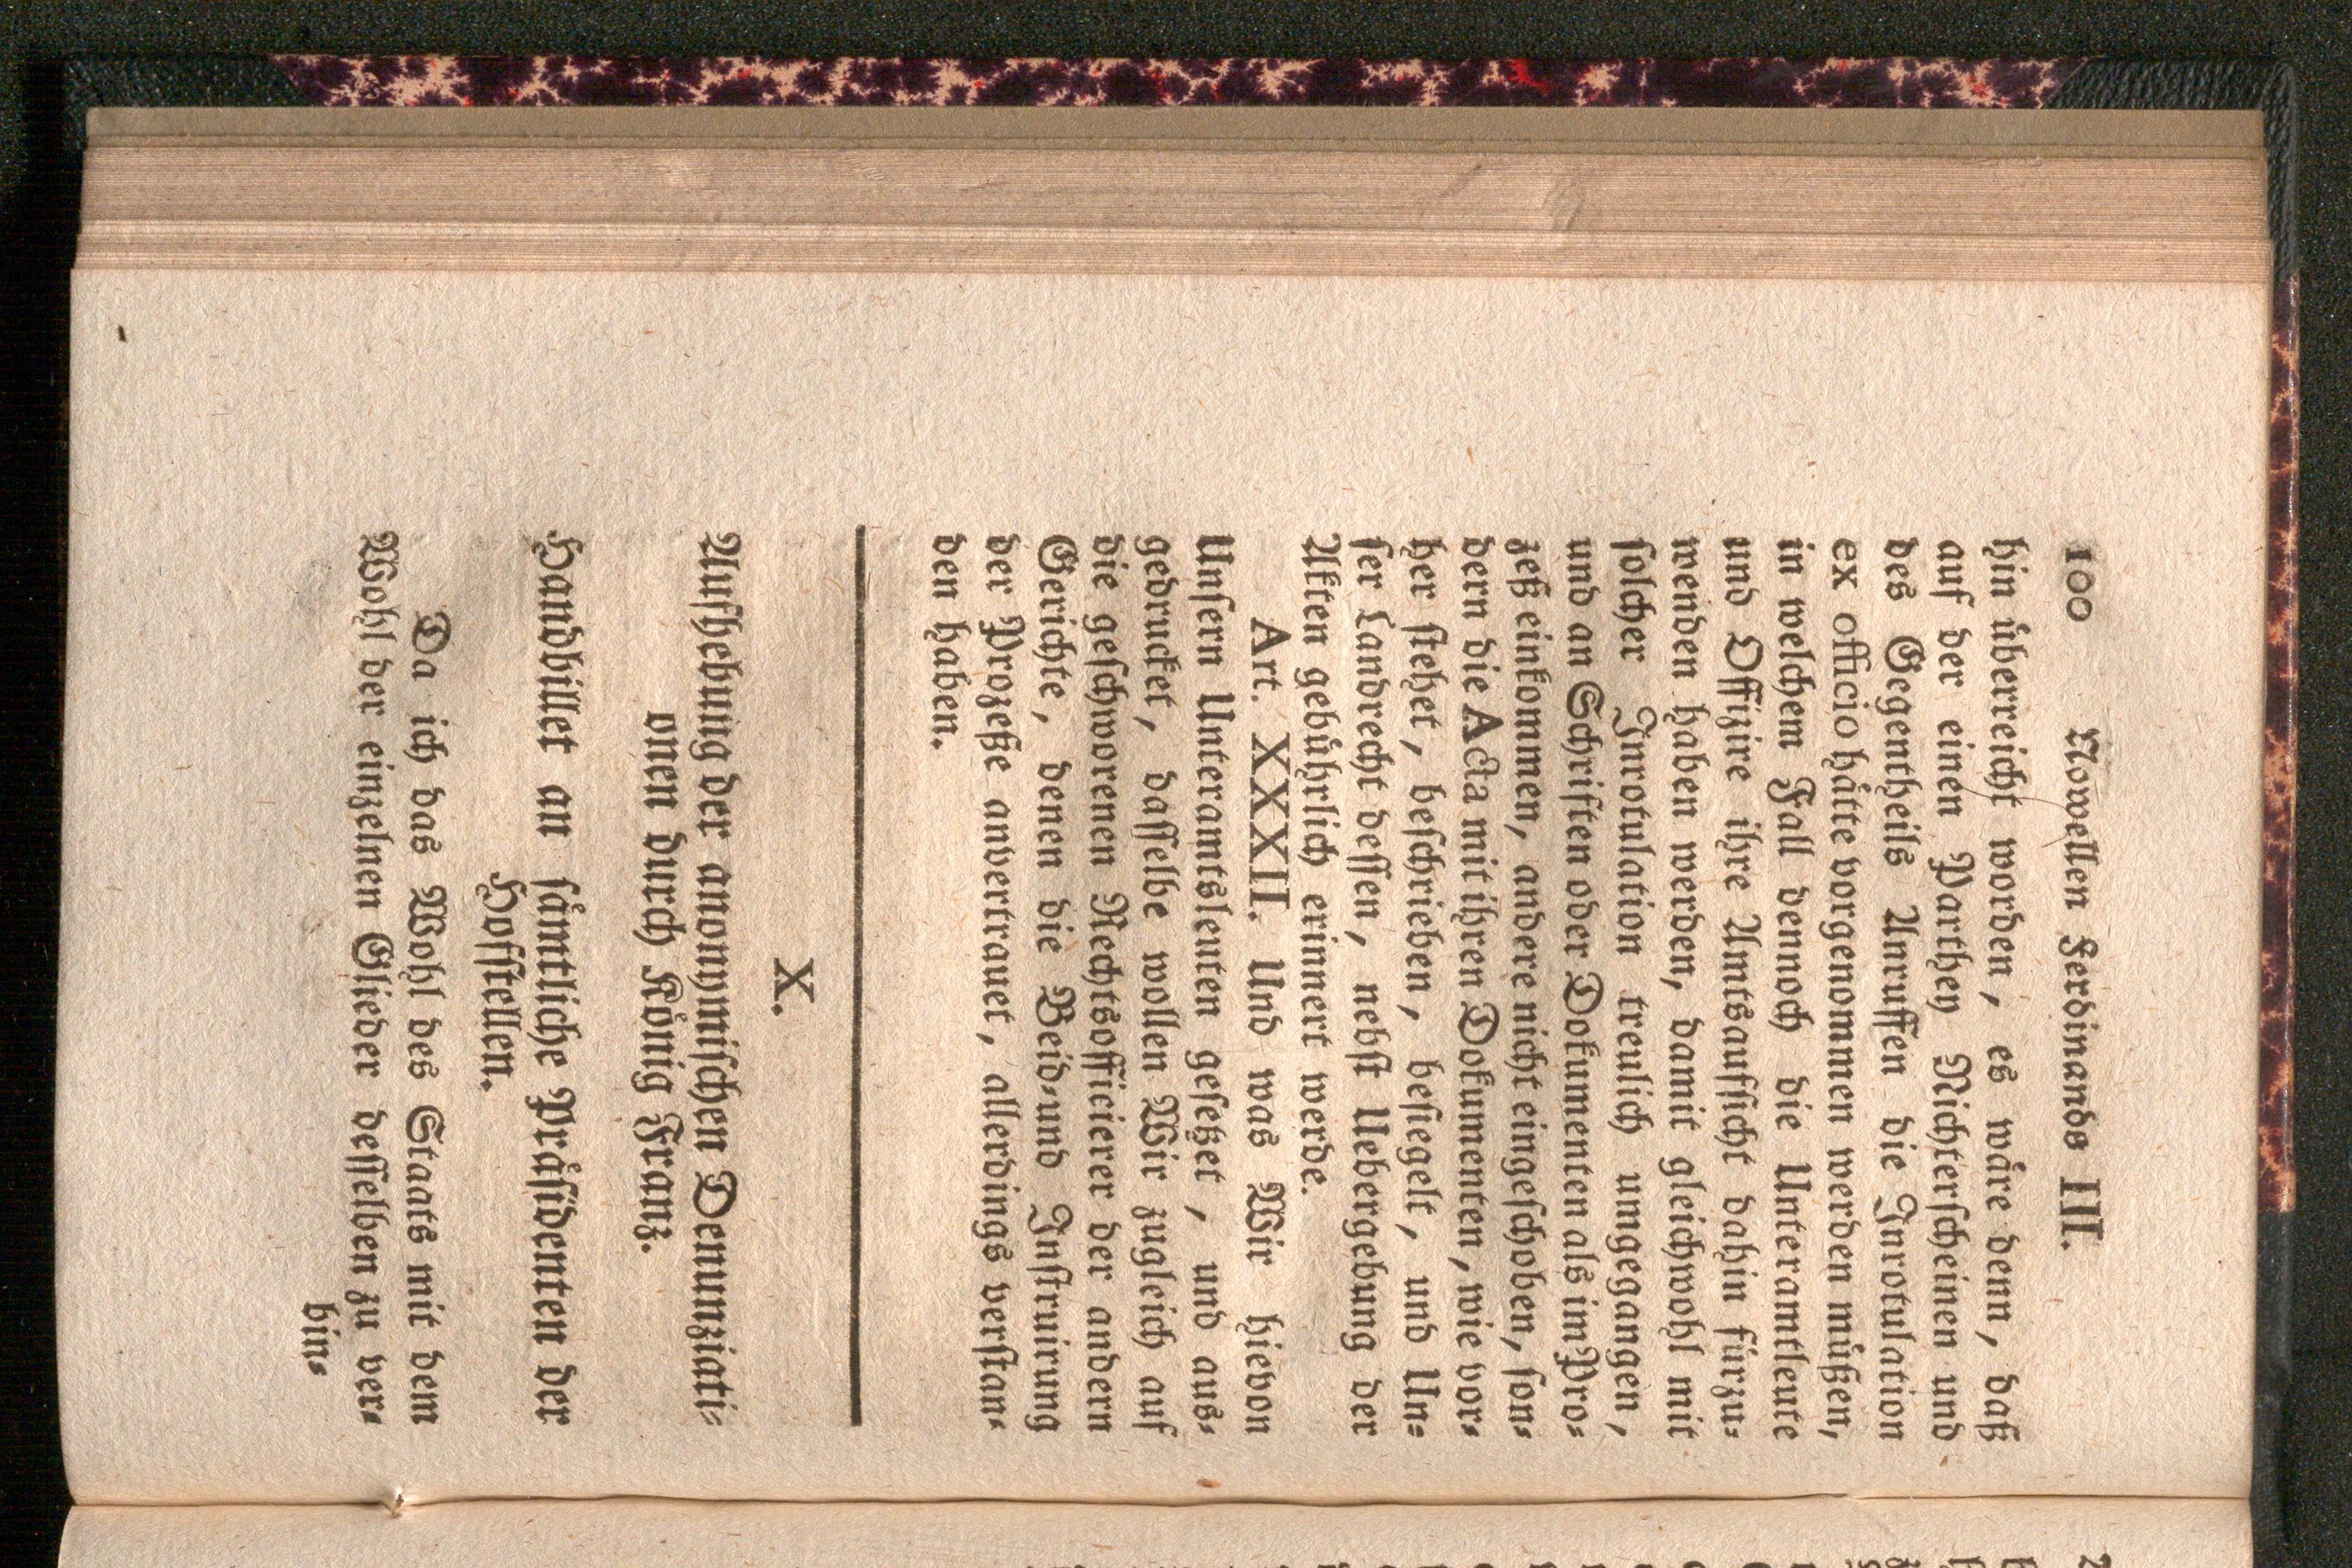 100 Nowellen Ferdinands III.
hin überreicht worden, es wäre denn, daß
auf der einen Parthey Nichterscheinen und
des Gegentheils Anruffen die Inrotulation
ex officio hätte vorgenommen werden müßen,
in welchem Fall dennoch die Unteramtleute
und Offizire ihre Amtsaufsicht dahin fürzu-
wenden haben werden, damit gleichwohl mit
solcher Inrotulation treulich umgegangen,
und an Schriften oder Dokumenten als im Pro-
zeß einkommen, andere nicht eingeschoben, son-
dern die Acta mit ihren Dokumenten, wie vor-
her stehet, beschrieben, besiegelt, und Un-
ser Landrecht dessen, nebst Uebergebung der
Akten gebührlich erinnert werde.
Art. XXXII. Und was Wir hievon
Unsern Unteramtsleuten gesetzet, und aus-
gedrucket, dasselbe wollen Wir zugleich auf
die geschworenen Rechtsofficierer der andern
Gerichte, denen die Beid-und Instruirung
der Prozeße anvertrauet, allerdings verstan-
den haben.
X.
Aufhebung der anonymischen Denunziati-
onen durch König Franz.
Handbillet an sämtliche Präsidenten der
Hofstellen.
Da ich das Wohl des Staats mit dem
Wohl der einzelnen Glieder desselben zu ver-
bin-